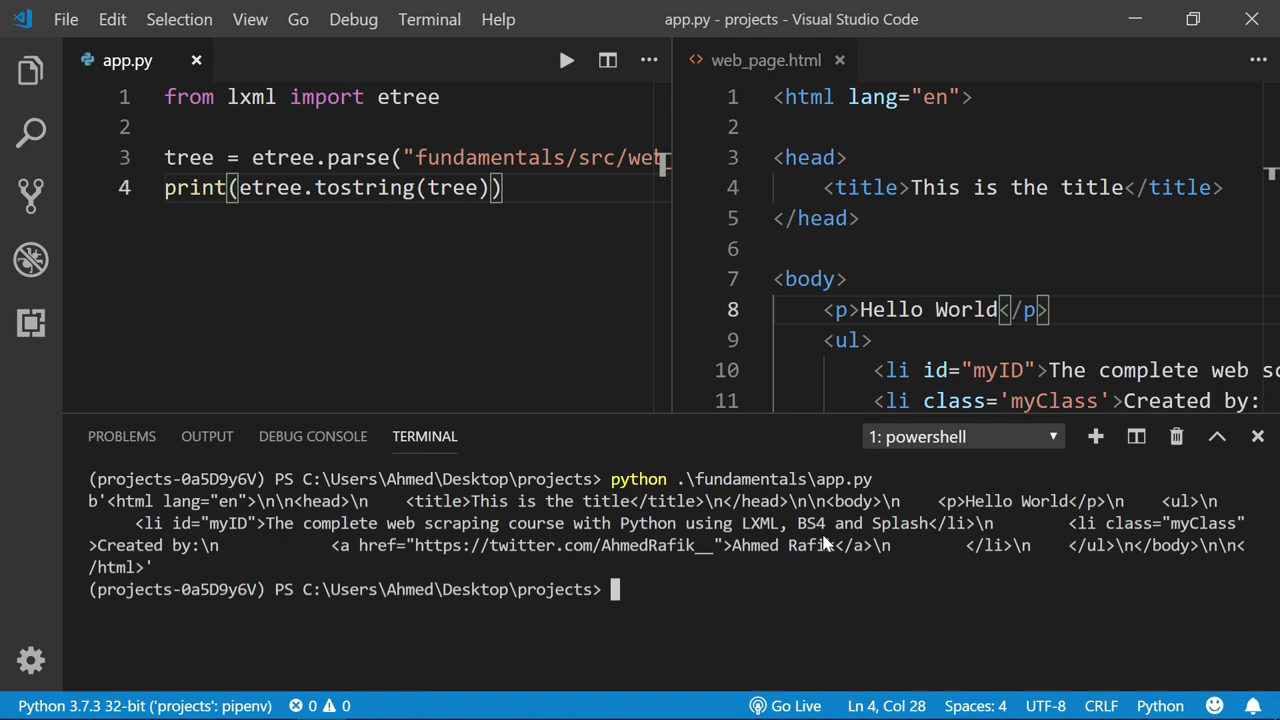 File Edit Selection View Go Debug Terminal Help app.py - projects - Visual Studio Code
app.py
1 from lxml import etree
2
3 tree = etree.parse("fundamentals/src/web_
4 print(etree.tostring(tree))
web_page.html
1 <html lang="en">
2
3 <head>
4 <title>This is the title</title>
5 </head>
6
7 <body>
8 <p>Hello World</p>
9 <ul>
10 <li id="myID">The complete web sc
11 <li class='myClass'>Created by:
PROBLEMS OUTPUT DEBUG CONSOLE TERMINAL 1: powershell
(projects-0a5D9y6V) PS C:\Users\Ahmed\Desktop\projects> python .\fundamentals\app.py
b'<html lang="en">\n\n<head>\n    <title>This is the title</title>\n</head>\n\n<body>\n    <p>Hello World</p>\n    <ul>\n
<li id="myID">The complete web scraping course with Python using LXML, BS4 and Splash</li>\n        <li class="myClass"
>Created by:\n            <a href="https://twitter.com/AhmedRafik__">Ahmed Rafik</a>\n        </li>\n    </ul>\n</body>\n\n<
/html>'
(projects-0a5D9y6V) PS C:\Users\Ahmed\Desktop\projects>
Python 3.7.3 32-bit ('projects': pipenv) 0 0 Go Live Ln 4, Col 28 Spaces: 4 UTF-8 CRLF Python